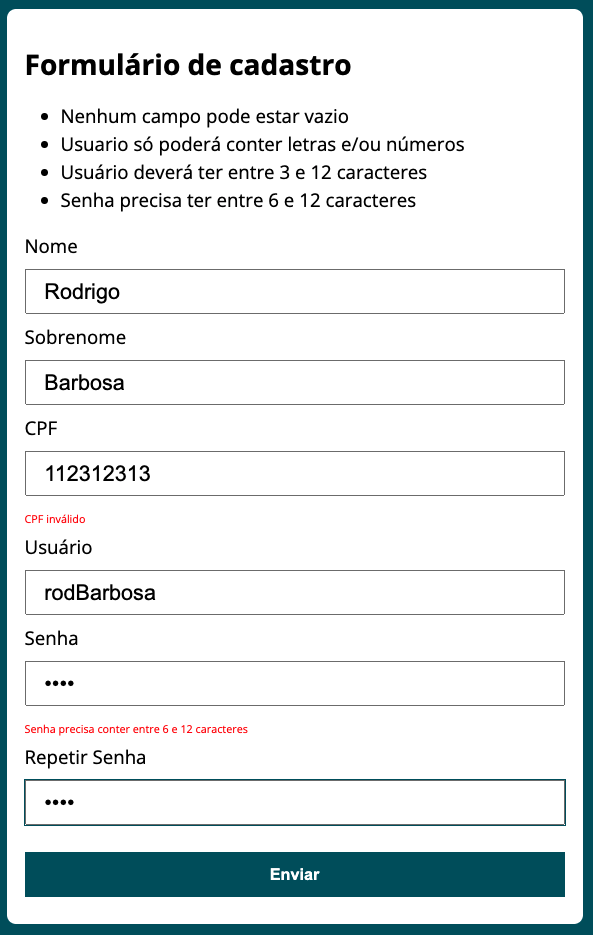 Formulário de cadastro
Nenhum campo pode estar vazio
Usuario só poderá conter letras e/ou números
Usuário deverá ter entre 3 e 12 caracteres
Senha precisa ter entre 6 e 12 caracteres
Nome
Rodrigo
Sobrenome
Barbosa
CPF
112312313
CPF inválido
Usuário
rodBarbosa
Senha
••••
Senha precisa conter entre 6 e 12 caracteres
Repetir Senha
••••
Enviar